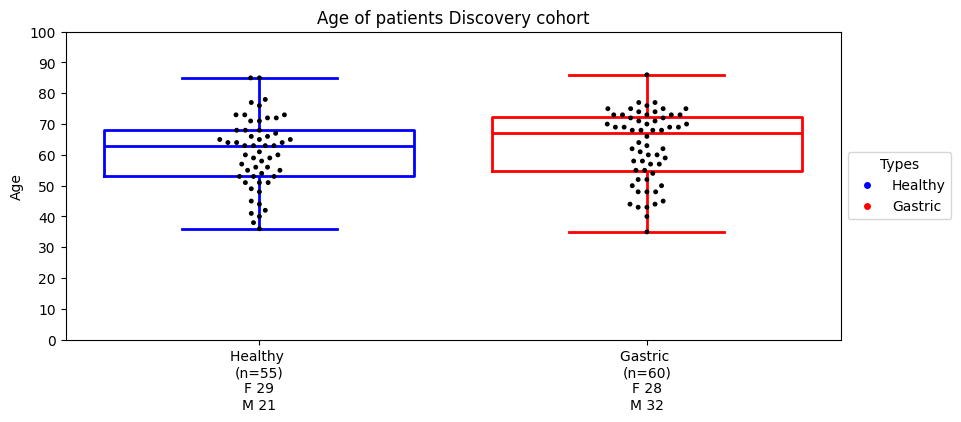 Age of patients Discovery cohort
100
90
80
70
60
50
40
30
20
10
0
Age
Healthy
(n=55)
F 29
M 21
Gastric
(n=60)
F 28
M 32
Types
Healthy
Gastric